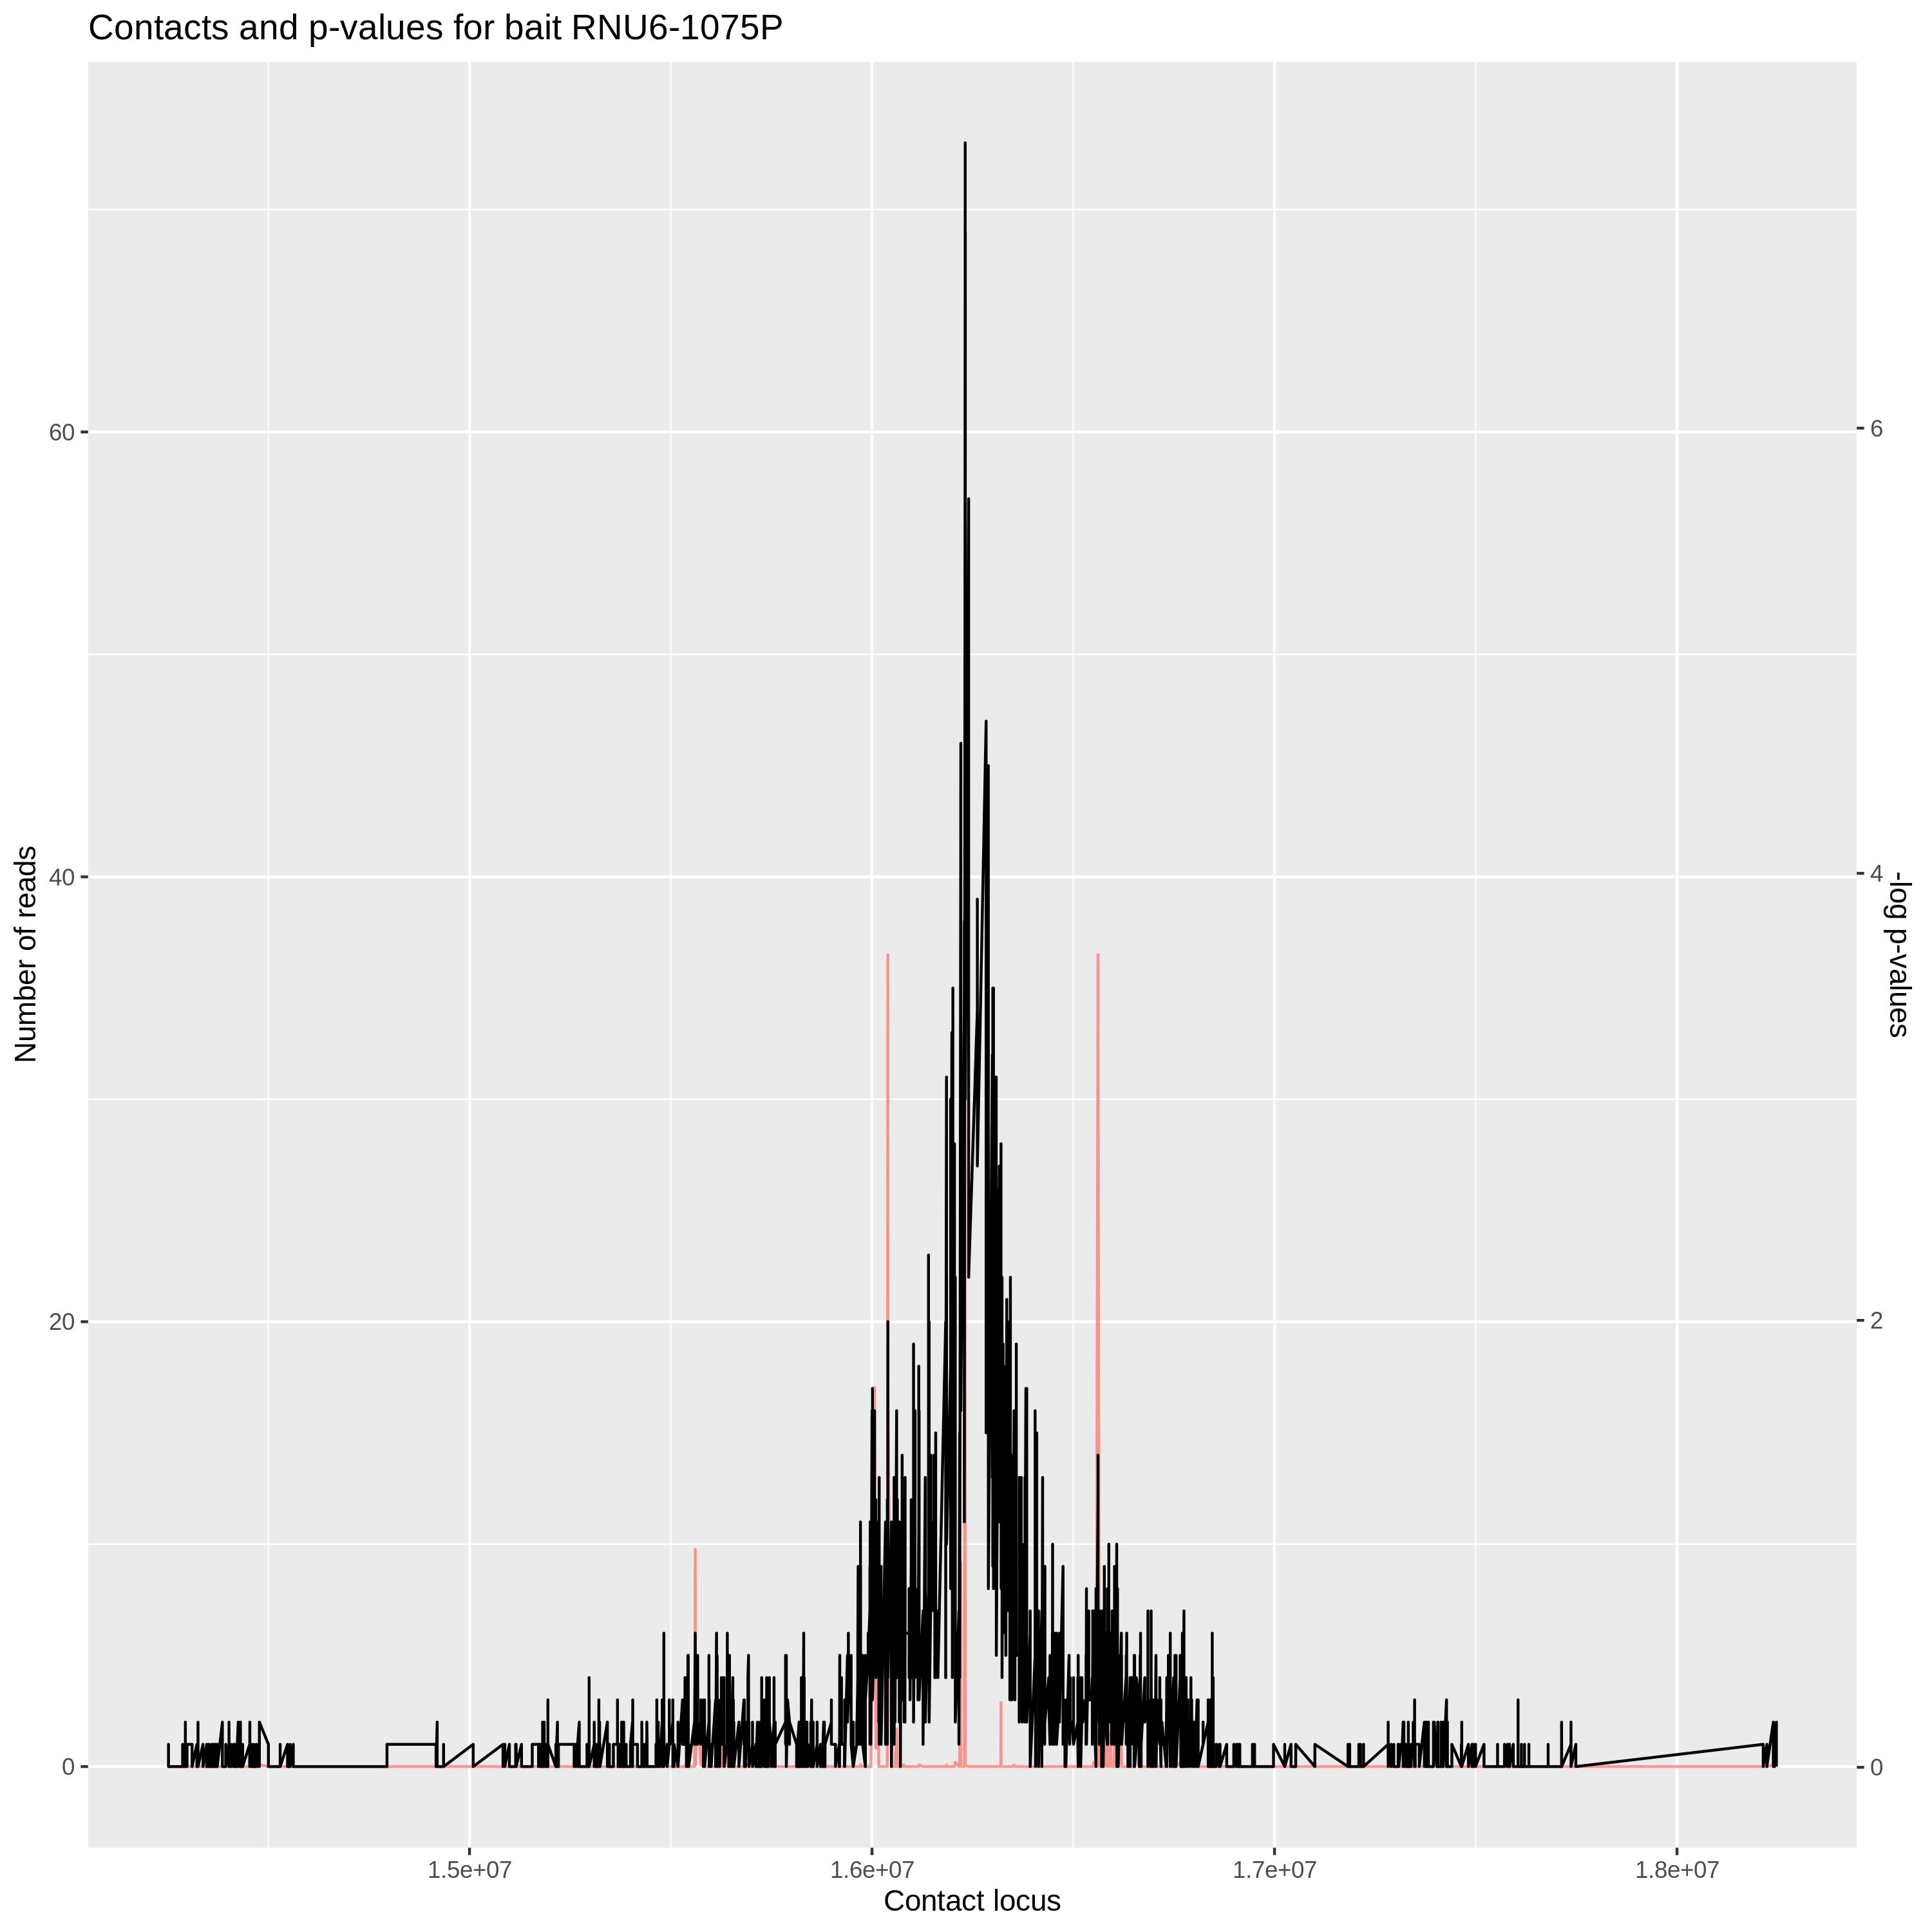 Contacts and p-values for bait RNU6-1075P
60
40
20
0
6
4
2
0
Number of reads
-log p-values
1.5e+07
1.6e+07
1.7e+07
1.8e+07
Contact locus